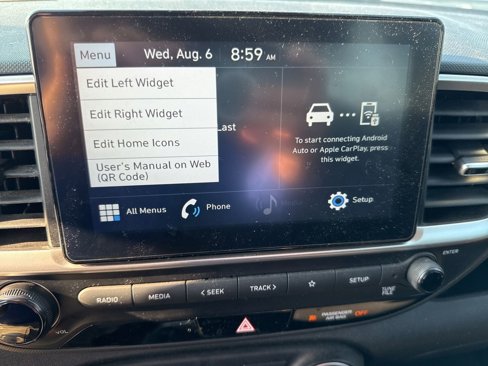 Menu Wed, Aug. 6 8:59 AM
Edit Left Widget
Edit Right Widget
Edit Home Icons
User's Manual on Web
(QR Code)
Last
To start connecting Android
Auto or Apple CarPlay, press
this widget.
All Menus
Phone
Media
Setup
RADIO
MEDIA
< SEEK
TRACK >
☆
SETUP
ENTER
TUNE
FILE
VOL
PASSENGER
AIR BAG
OFF